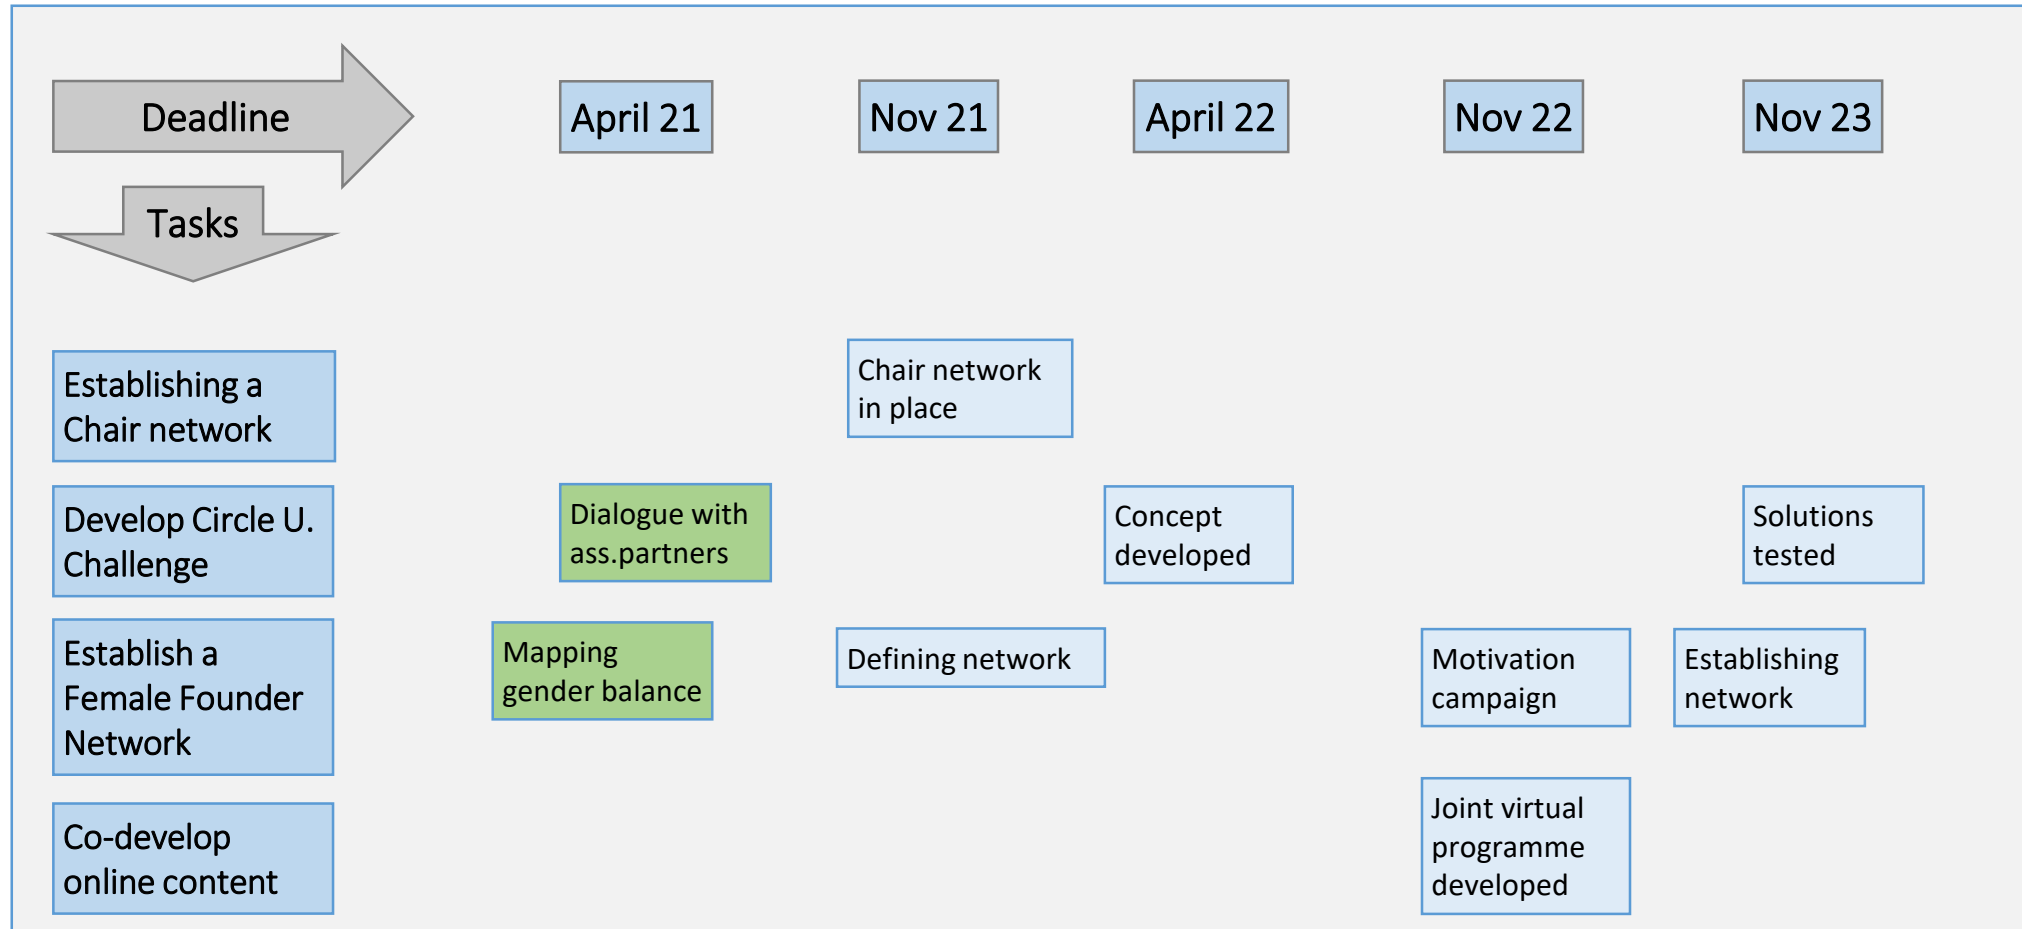 Deadline
April 21
Nov 21
April 22
Nov 22
Nov 23
Tasks
Establishing a
Chair network
Chair network
in place
Develop Circle U.
Challenge
Dialogue with
ass.partners
Concept
developed
Solutions
tested
Establish a
Female Founder
Network
Mapping
gender balance
Defining network
Motivation
campaign
Establishing
network
Co-develop
online content
Joint virtual
programme
developed